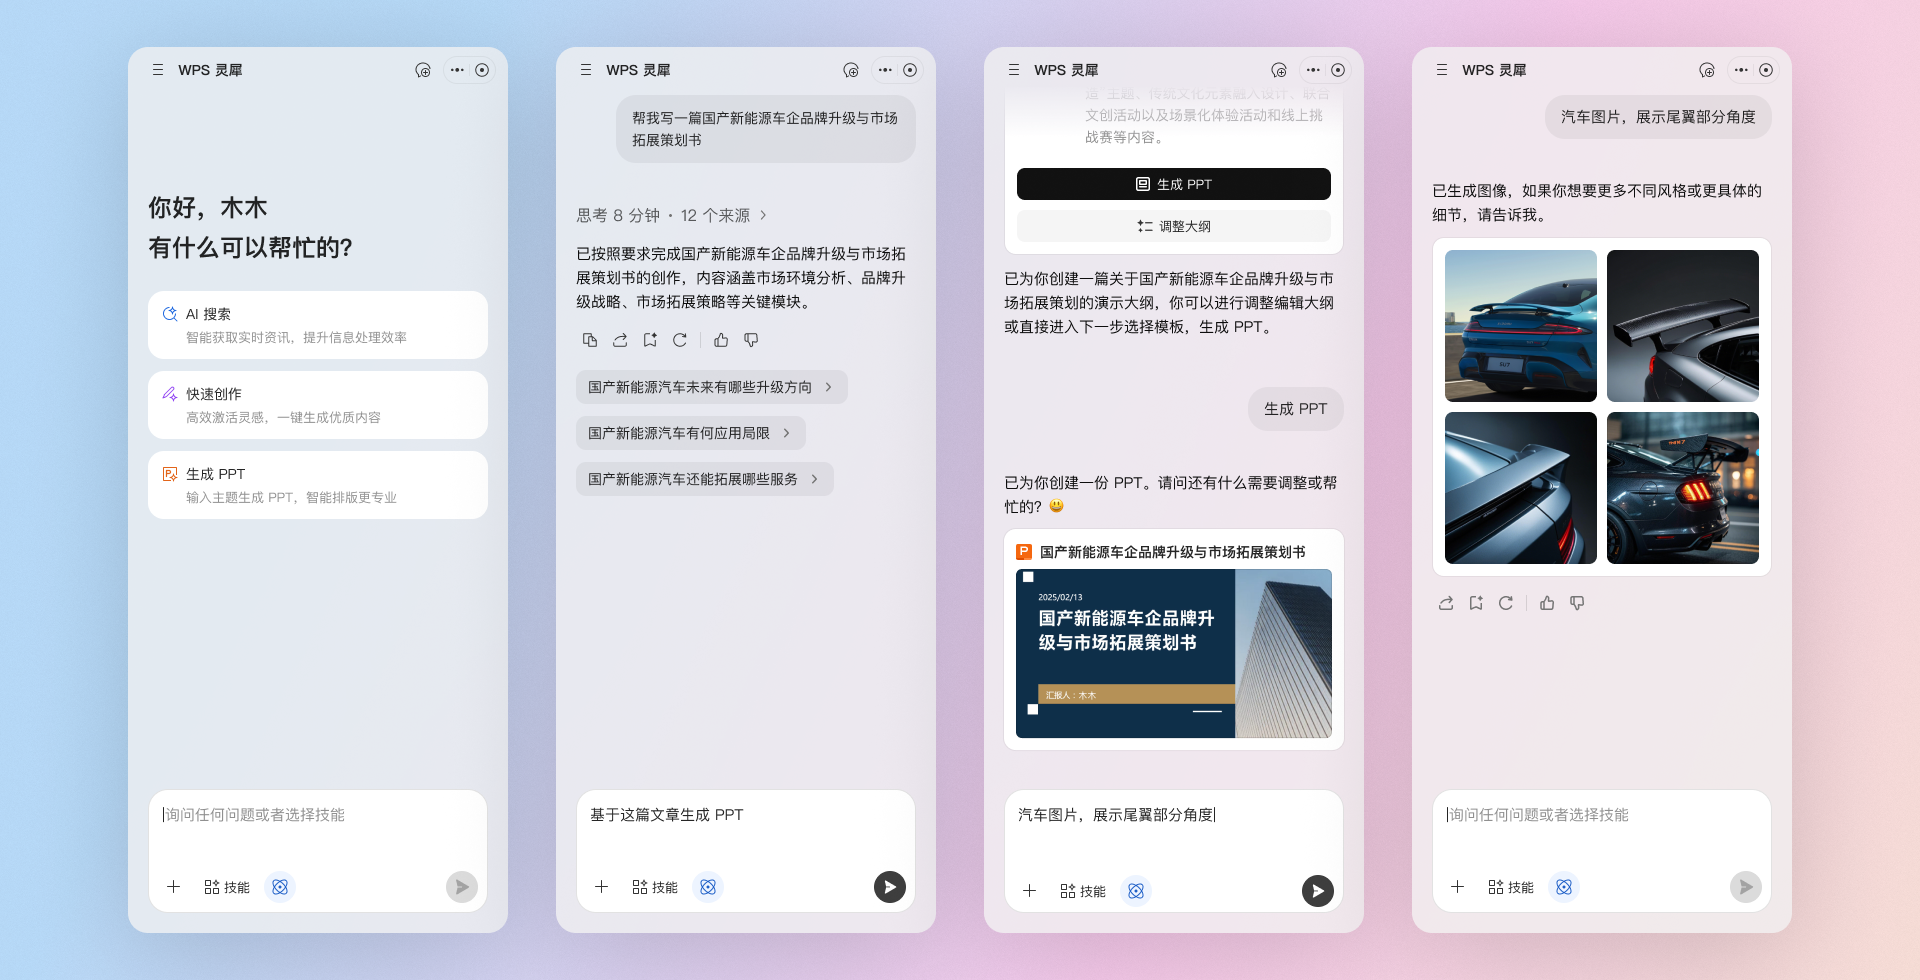 WPS 灵犀
你好，木木
有什么可以帮忙的?
AI 搜索
智能获取实时资讯，提升信息处理效率
快速创作
高效激活灵感，一键生成优质内容
生成 PPT
输入主题生成 PPT，智能排版更专业
询问任何问题或者选择技能
技能
WPS 灵犀
帮我写一篇国产新能源车企品牌升级与市场
拓展策划书
思考 8 分钟 · 12 个来源
已按照要求完成国产新能源车企品牌升级与市场拓
展策划书的创作，内容涵盖市场环境分析、品牌升
级战略、市场拓展策略等关键模块。
国产新能源汽车未来有哪些升级方向
国产新能源汽车有何应用局限
国产新能源汽车还能拓展哪些服务
基于这篇文章生成 PPT
技能
WPS 灵犀
道"主题、传统文化元素融入设计、联合
文创活动以及场景化体验活动和线上挑
战赛等内容。
生成 PPT
调整大纲
已为你创建一篇关于国产新能源车企品牌升级与市
场拓展策划的演示大纲，你可以进行调整编辑大纲
或直接进入下一步选择模板，生成 PPT。
生成 PPT
已为你创建一份 PPT。请问还有什么需要调整或帮
忙的?
国产新能源车企品牌升级与市场拓展策划书
2025/02/13
国产新能源车企品牌升
级与市场拓展策划书
汇报人：木木
汽车图片，展示尾翼部分角度
技能
WPS 灵犀
汽车图片，展示尾翼部分角度
已生成图像，如果你想要更多不同风格或更具体的
细节，请告诉我。
询问任何问题或者选择技能
技能